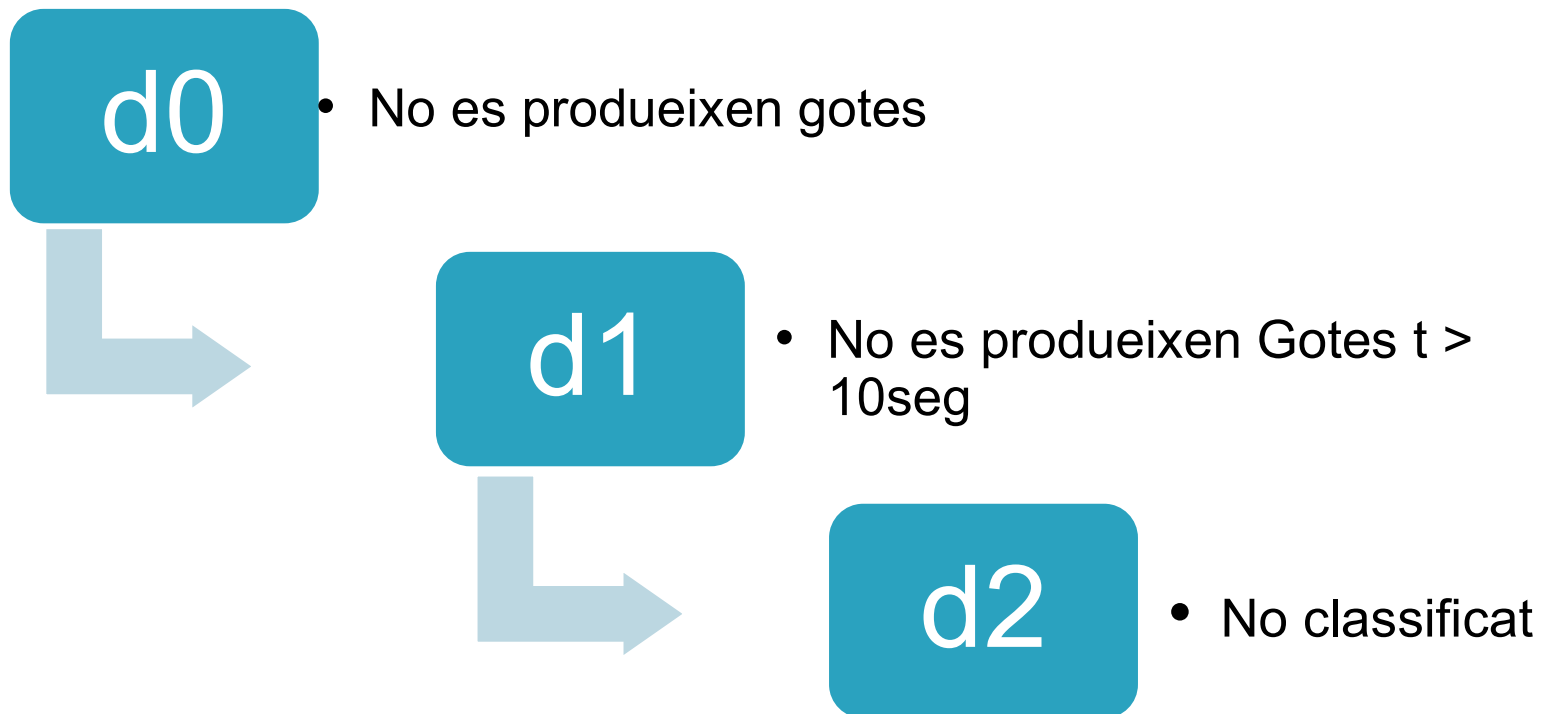 d0
• No es produeixen gotes
d1
• No es produeixen Gotes t >
10seg
d2
• No classificat